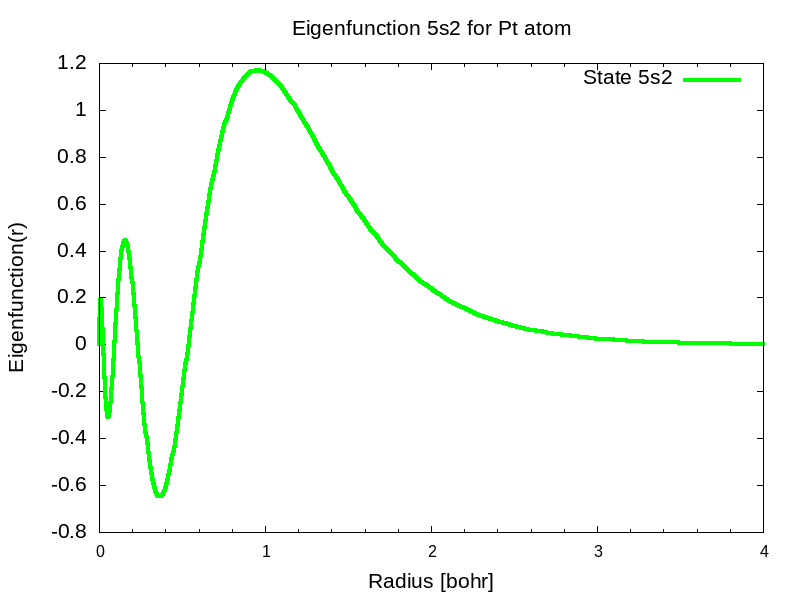 Eigenfunction 5s2 for Pt atom
State 5s2
Eigenfunction(r)
1.2
1
0.8
0.6
0.4
0.2
0
-0.2
-0.4
-0.6
-0.8
0 1 2 3 4
Radius [bohr]